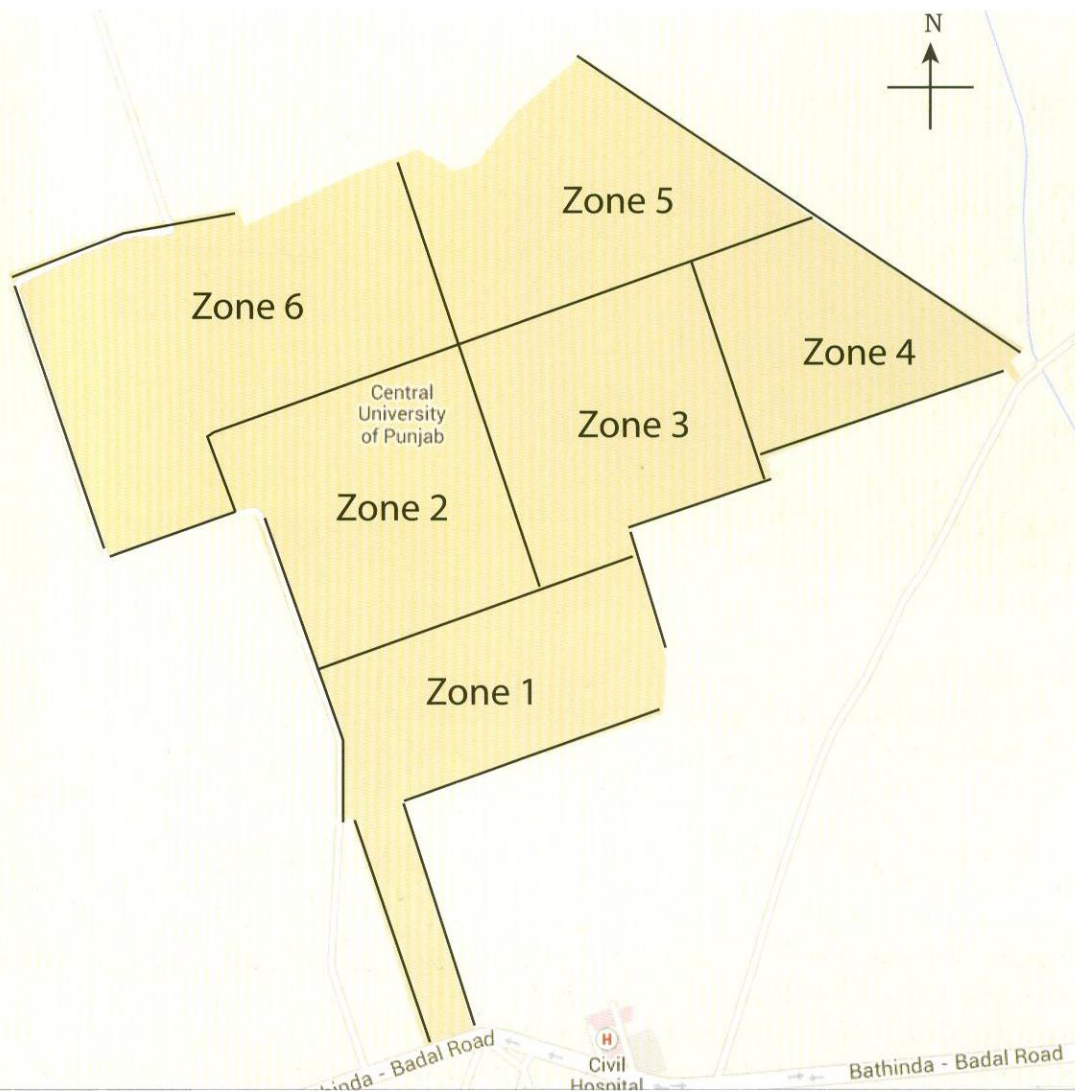 N
Zone 5
Zone 6
Zone 4
Central
University
of Punjab
Zone 3
Zone 2
Zone 1
Badal Road
H
Civil
Hospital
Bathinda - Badal Road